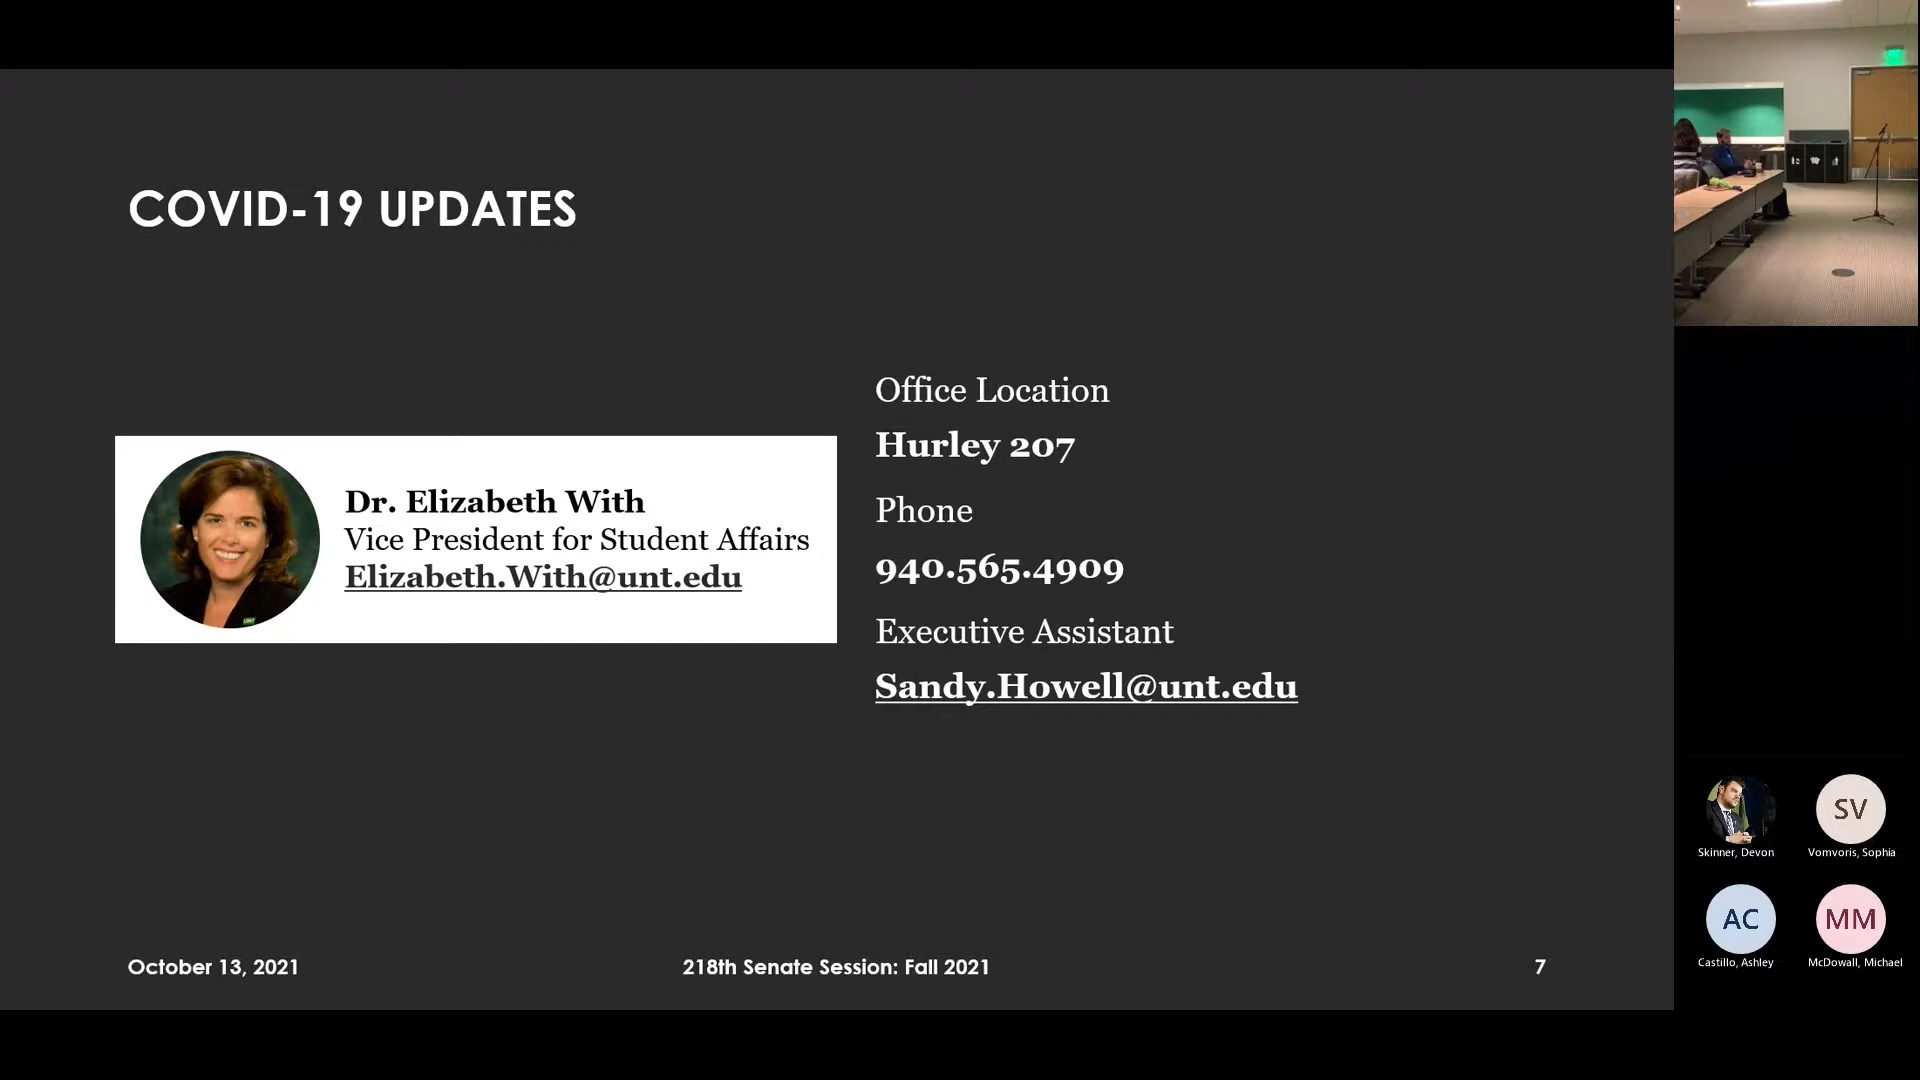 COVID-19 UPDATES
Dr. Elizabeth With
Vice President for Student Affairs
Elizabeth.With@unt.edu
Office Location
Hurley 207
Phone
940.565.4909
Executive Assistant
Sandy.Howell@unt.edu
October 13, 2021
218th Senate Session: Fall 2021
7
SV
Skinner, Devon
Vomvoris, Sophia
AC
MM
Castillo, Ashley
McDowall, Michael